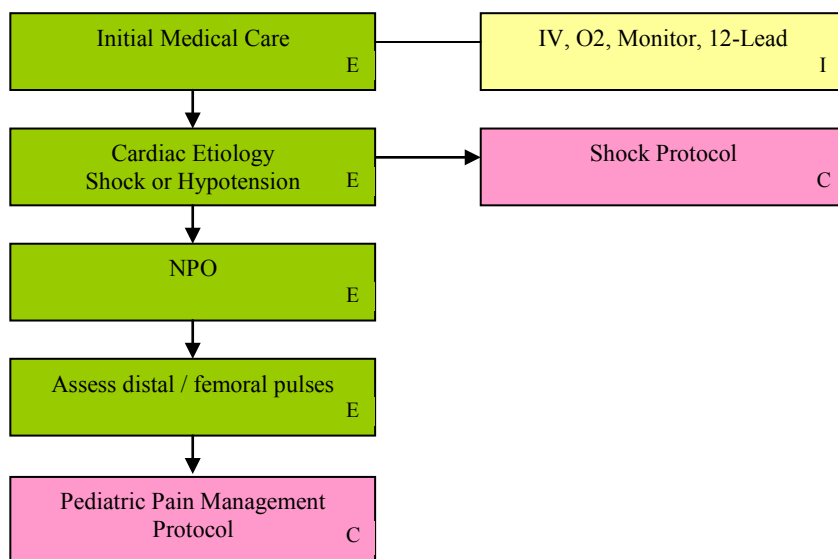 Initial Medical Care
E
IV, O2, Monitor, 12-Lead
I
Cardiac Etiology
Shock or Hypotension
E
Shock Protocol
C
NPO
E
Assess distal / femoral pulses
E
Pediatric Pain Management
Protocol
C